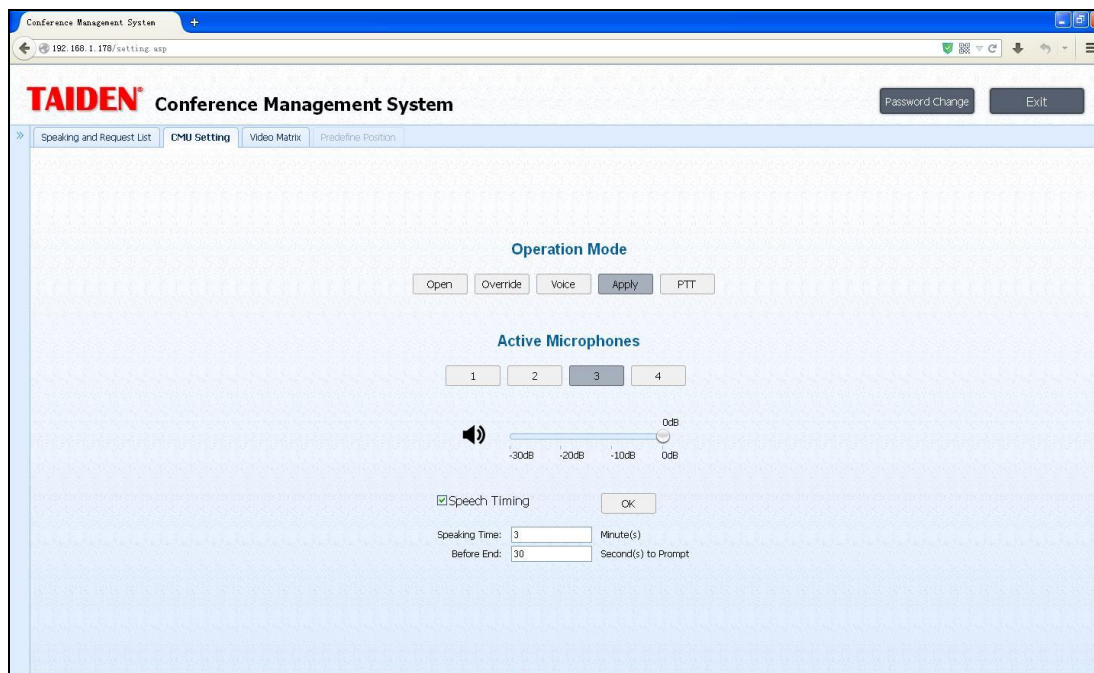 Conference Management System
192.168.1.178/setting.asp
TAIDEN® Conference Management System
Password Change
Exit
Speaking and Request List
CMU Setting
Video Matrix
Predefine Position
Operation Mode
Open
Override
Voice
Apply
PTT
Active Microphones
1
2
3
4
0dB
-30dB
-20dB
-10dB
0dB
Speech Timing
OK
Speaking Time: 3 Minute(s)
Before End: 30 Second(s) to Prompt